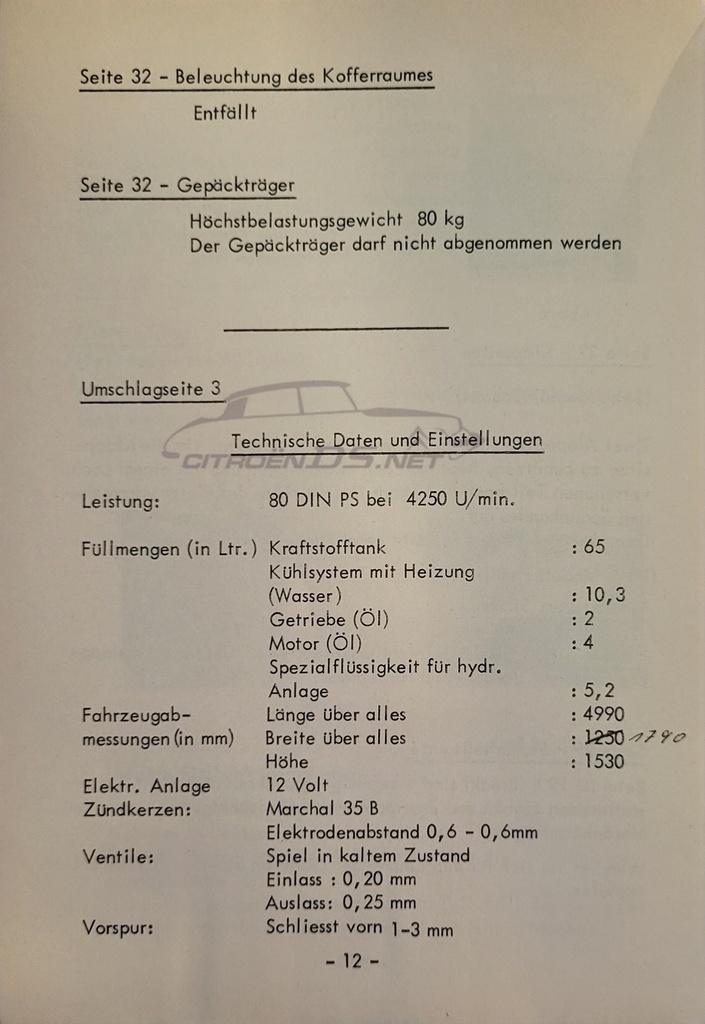 Seite 32 - Beleuchtung des Kofferraumes
Entfällt
Seite 32 - Gepäckträger
Höchstbelastungsgewicht 80 kg
Der Gepäckträger darf nicht abgenommen werden
Umschlagseite 3
Technische Daten und Einstellungen
CITROËNDS.NET
Leistung: 80 DIN PS bei 4250 U/min.
Füllmengen (in Ltr.) Kraftstofftank : 65
Kühlsystem mit Heizung
(Wasser) : 10,3
Getriebe (Öl) : 2
Motor (Öl) : 4
Spezialflüssigkeit für hydr.
Anlage : 5,2
Fahrzeugab- Länge über alles : 4990
messungen (in mm) Breite über alles : 1250 1790
Höhe : 1530
Elektr. Anlage 12 Volt
Zündkerzen: Marchal 35 B
Elektrodenabstand 0,6 - 0,6mm
Ventile: Spiel in kaltem Zustand
Einlass : 0,20 mm
Auslass: 0,25 mm
Vorspur: Schliesst vorn 1-3 mm
- 12 -